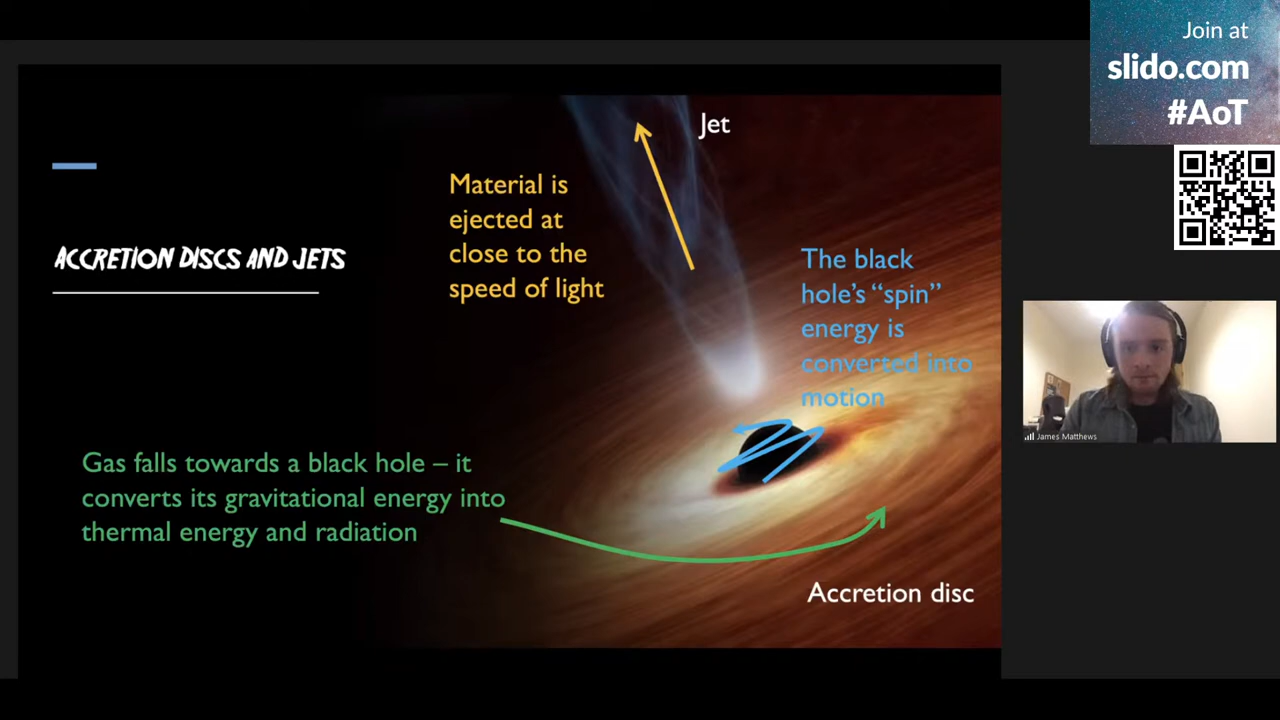 Join at
slido.com
#AoT
Jet
Material is
ejected at
close to the
speed of light
ACCRETION DISCS AND JETS
The black
hole’s “spin”
energy is
converted into
motion
Gas falls towards a black hole – it
converts its gravitational energy into
thermal energy and radiation
Accretion disc
James Matthews